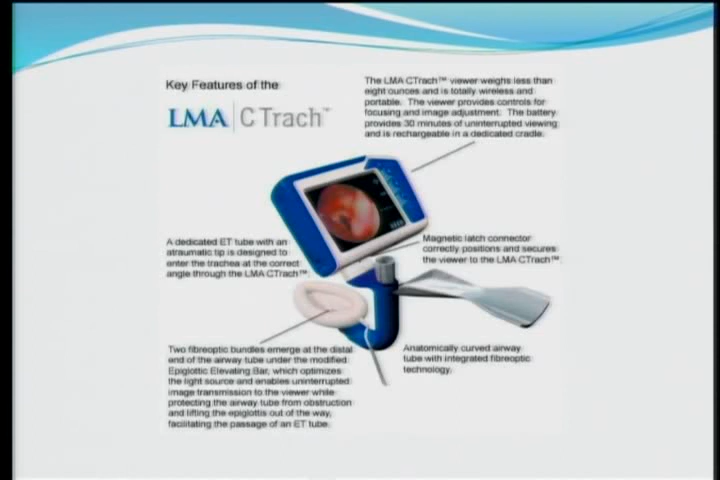 Key Features of the
LMA CTrach™
The LMA CTrach™ viewer weighs less than
eight ounces and is totally wireless and
portable. The viewer provides controls for
focusing and image adjustment. The battery
provides 30 minutes of uninterrupted viewing
and is rechargeable in a dedicated cradle.
A dedicated ET tube with an
atraumatic tip is designed to
enter the trachea at the correct
angle through the LMA CTrach™.
Magnetic latch connector
correctly positions and secures
the viewer to the LMA CTrach™.
Two fibreoptic bundles emerge at the distal
end of the airway tube under the modified
Epiglottic Elevating Bar, which optimizes
the light source and enables uninterrupted
image transmission to the viewer while
protecting the airway tube from obstruction
and lifting the epiglottis out of the way,
facilitating the passage of an ET tube.
Anatomically curved airway
tube with integrated fibreoptic
technology.